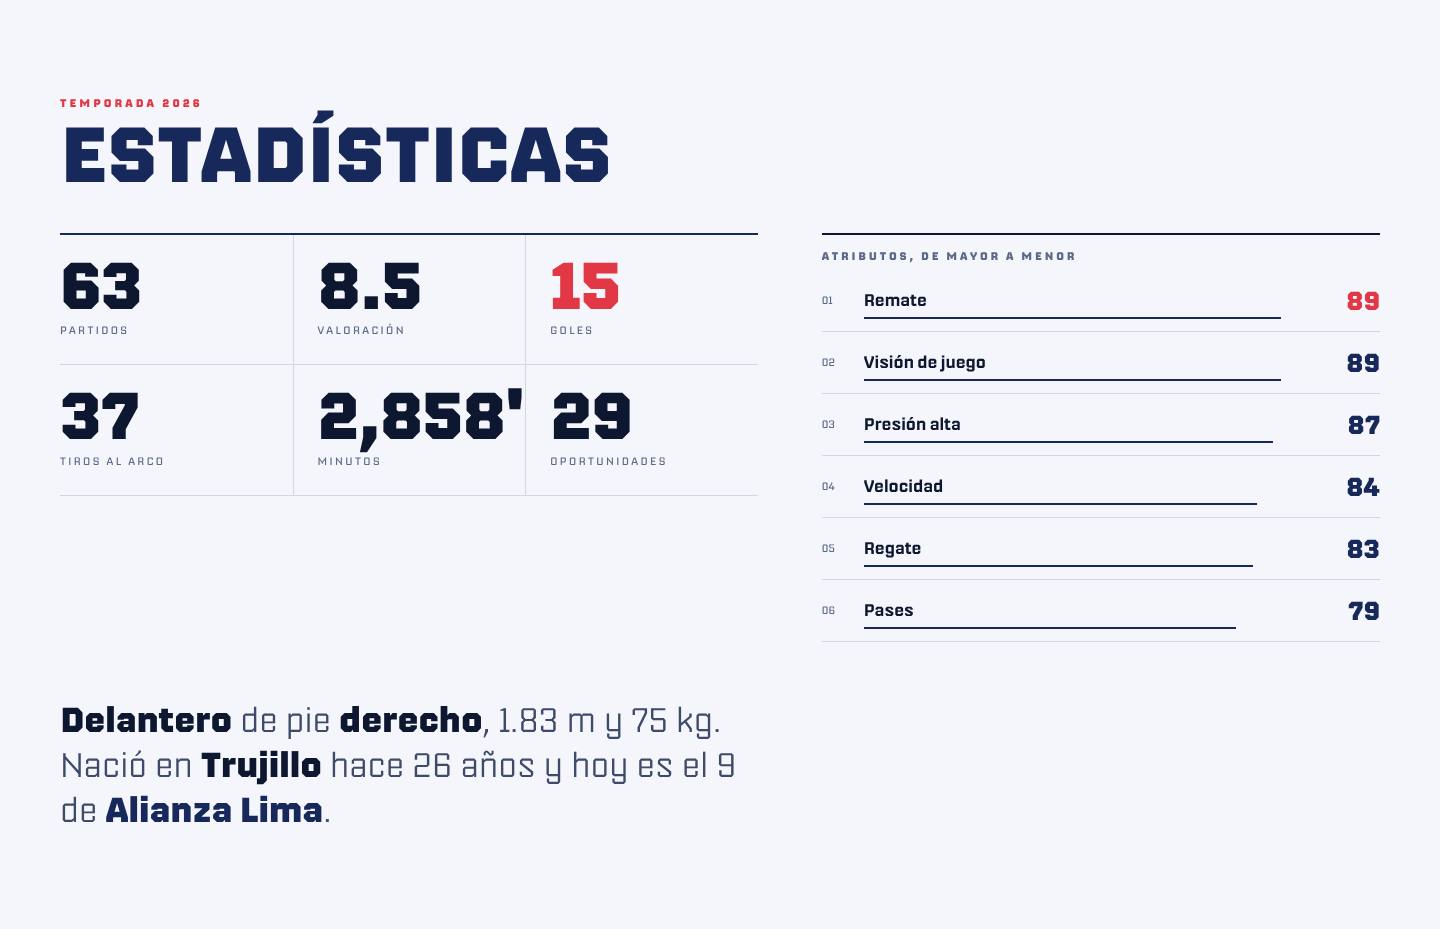 TEMPORADA 2026
ESTADÍSTICAS
63
PARTIDOS
8.5
VALORACIÓN
15
GOLES
37
TIROS AL ARCO
2,858'
MINUTOS
29
OPORTUNIDADES
ATRIBUTOS, DE MAYOR A MENOR
01 Remate 89
02 Visión de juego 89
03 Presión alta 87
04 Velocidad 84
05 Regate 83
06 Pases 79
Delantero de pie derecho, 1.83 m y 75 kg.
Nació en Trujillo hace 26 años y hoy es el 9
de Alianza Lima.